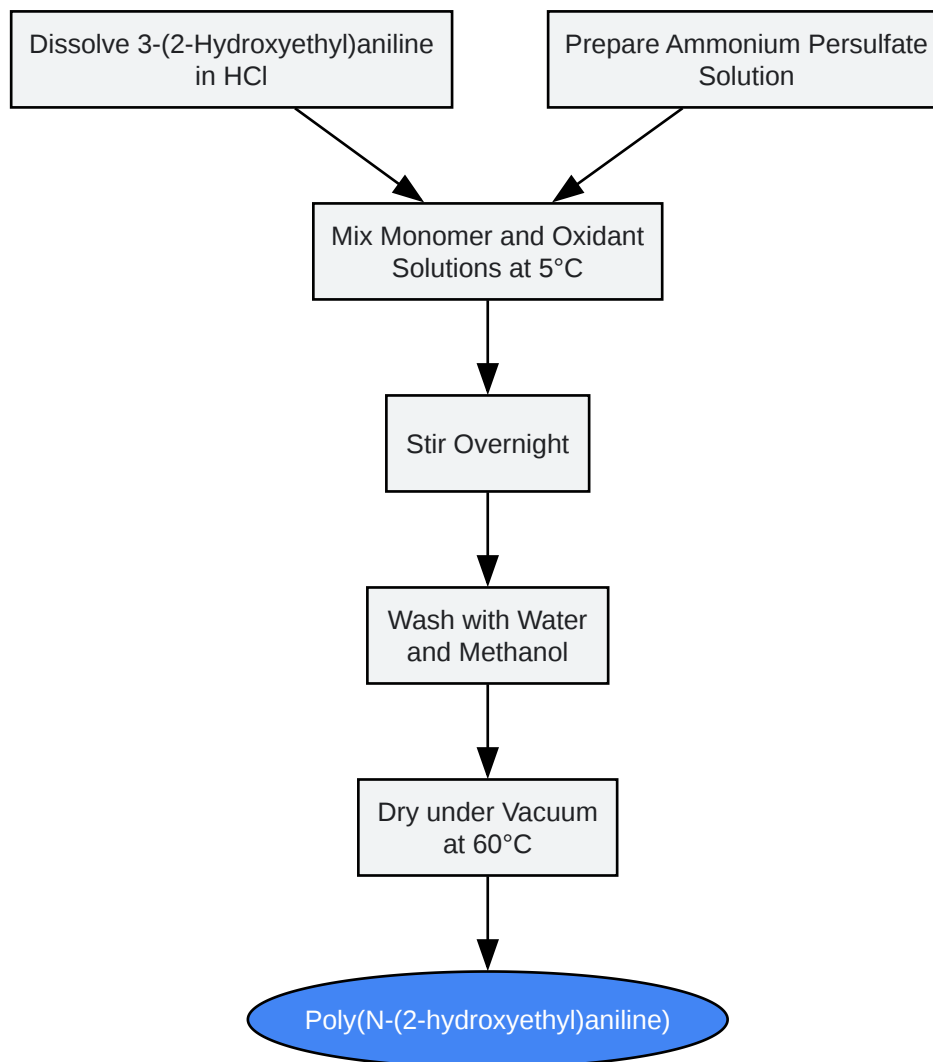 Dissolve 3-(2-Hydroxyethyl)aniline
in HCl
Prepare Ammonium Persulfate
Solution
Mix Monomer and Oxidant
Solutions at 5°C
Stir Overnight
Wash with Water
and Methanol
Dry under Vacuum
at 60°C
Poly(N-(2-hydroxyethyl)aniline)